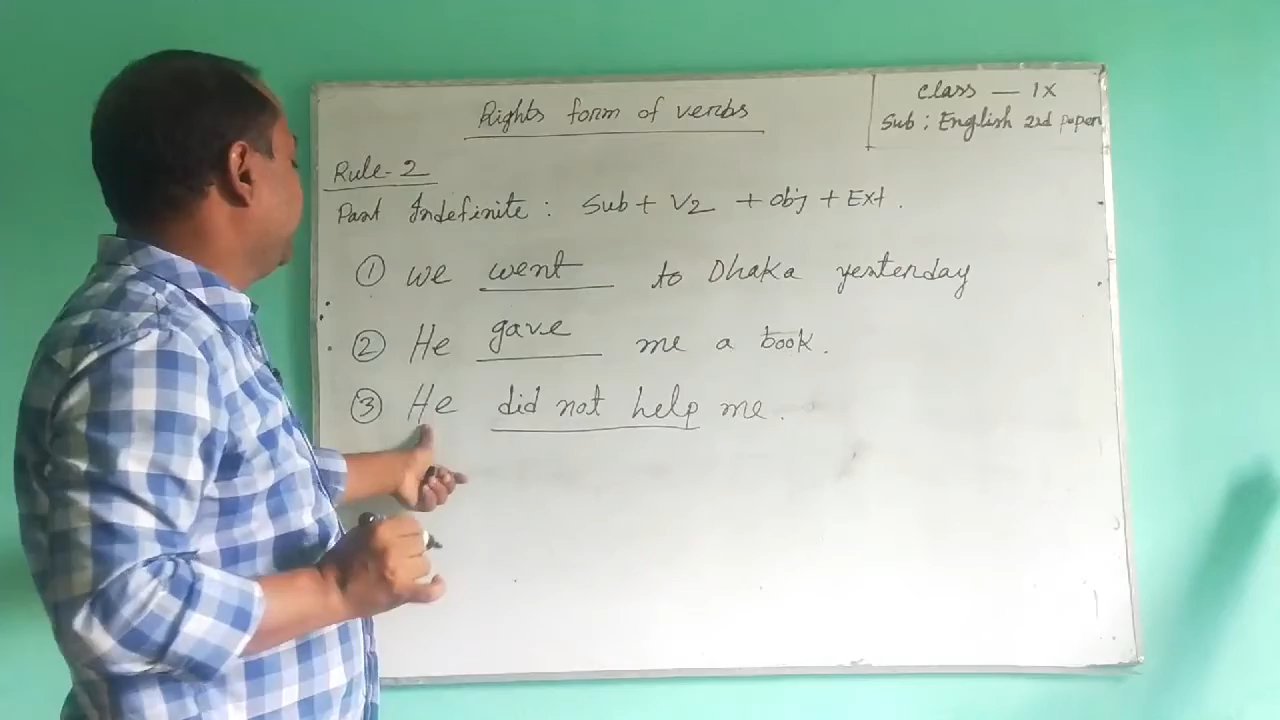 Rights form of verbs
Class — IX
Sub : English 2nd paper
Rule-2
Past Indefinite : Sub + V2 + obj + Ext .
① we went to Dhaka yesterday
② He gave me a book.
③ He did not help me.